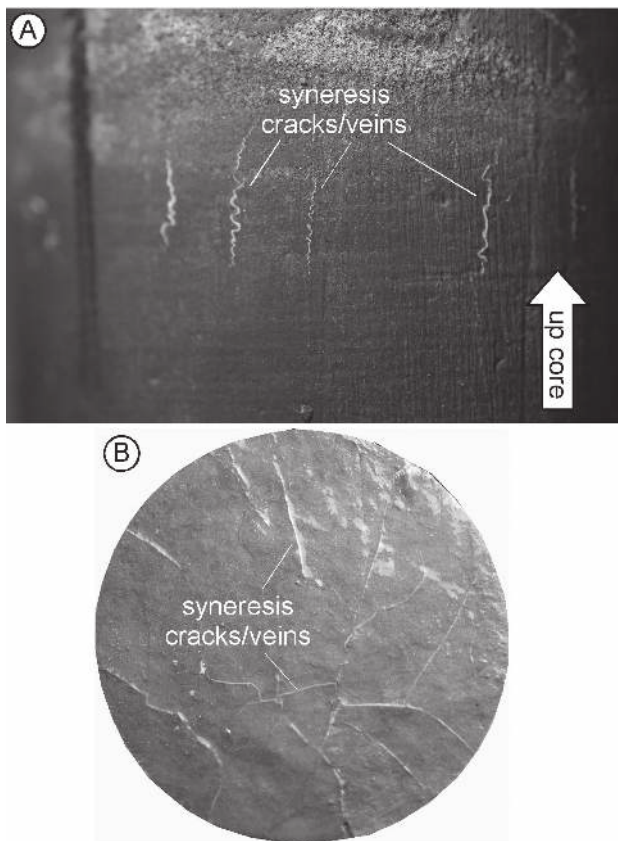 A
syneresis
cracks/veins
up core
B
syneresis
cracks/veins